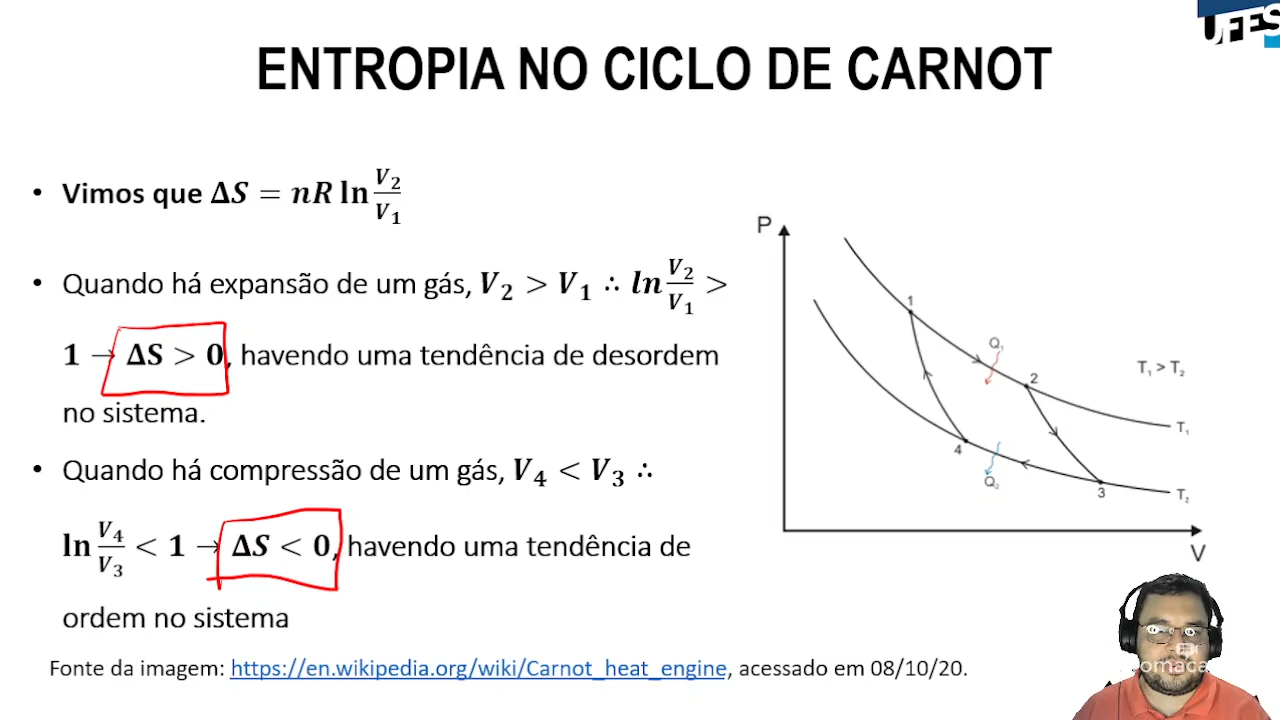 UFES
ENTROPIA NO CICLO DE CARNOT
• Vimos que ΔS = nR ln V₂/V₁
• Quando há expansão de um gás, V₂ > V₁ ∴ ln V₂/V₁ >
1 → ΔS > 0, havendo uma tendência de desordem
no sistema.
• Quando há compressão de um gás, V₄ < V₃ ∴
ln V₄/V₃ < 1 → ΔS < 0, havendo uma tendência de
ordem no sistema
Fonte da imagem: https://en.wikipedia.org/wiki/Carnot_heat_engine, acessado em 08/10/20.
P
1
Q₁
2
T₁ > T₂
T₁
4
Q₂
3
T₂
V